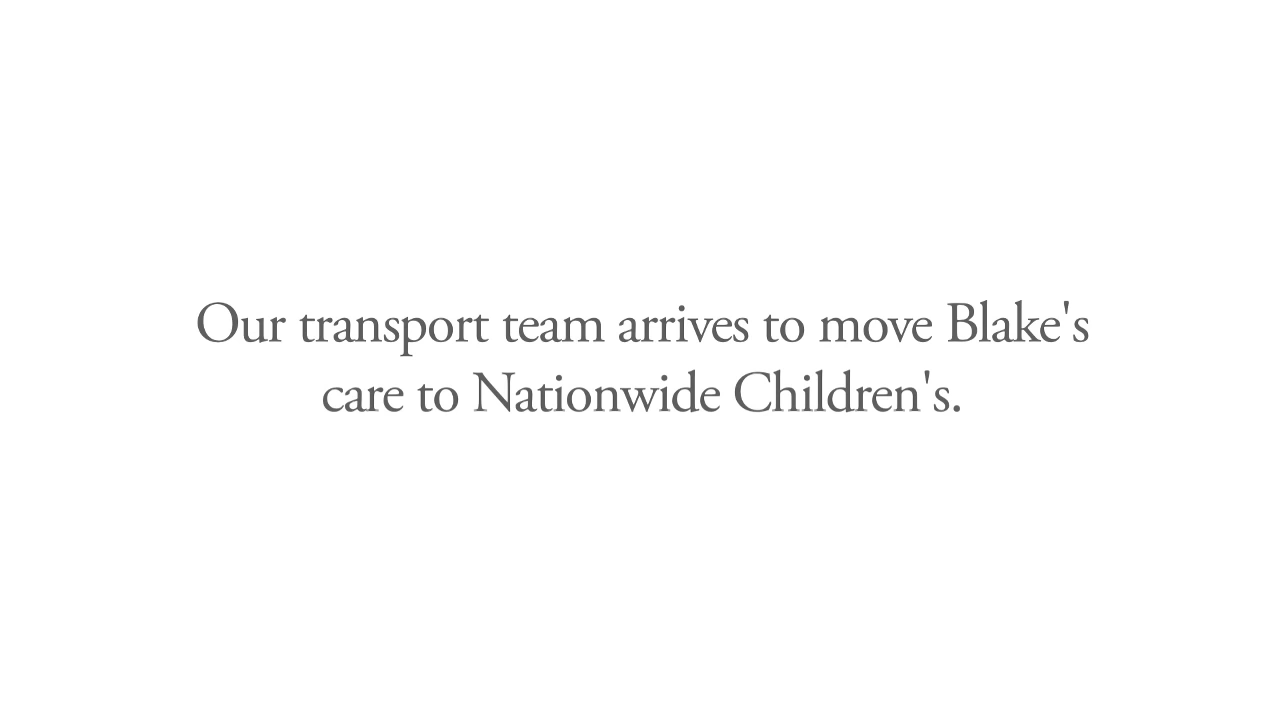 Our transport team arrives to move Blake's
care to Nationwide Children's.